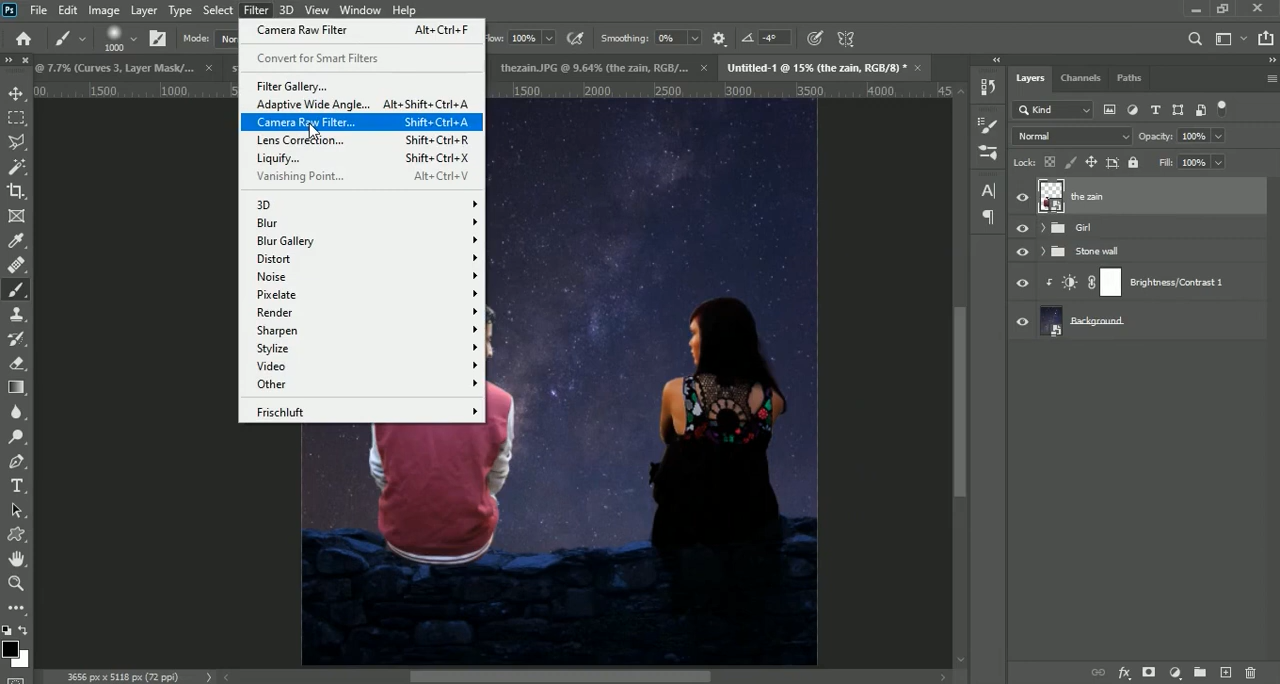 Ps File Edit Image Layer Type Select Filter 3D View Window Help
1000 Mode: Flow: 100% Smoothing: 0% -4°
@ 7.7% (Curves 3, Layer Mask/... × thezain.JPG @ 9.64% (the zain, RGB/... × Untitled-1 @ 15% (the zain, RGB/8) * ×
1500 1000 1500 2000 2500 3000 3500 4000
Camera Raw Filter Alt+Ctrl+F
Convert for Smart Filters
Filter Gallery...
Adaptive Wide Angle... Alt+Shift+Ctrl+A
Camera Raw Filter... Shift+Ctrl+A
Lens Correction... Shift+Ctrl+R
Liquify... Shift+Ctrl+X
Vanishing Point... Alt+Ctrl+V
3D
Blur
Blur Gallery
Distort
Noise
Pixelate
Render
Sharpen
Stylize
Video
Other
Frischluft
Layers Channels Paths
Kind
Normal Opacity: 100%
Lock: Fill: 100%
the zain
Girl
Stone wall
Brightness/Contrast 1
Background
3656 px x 5118 px (72 ppi)